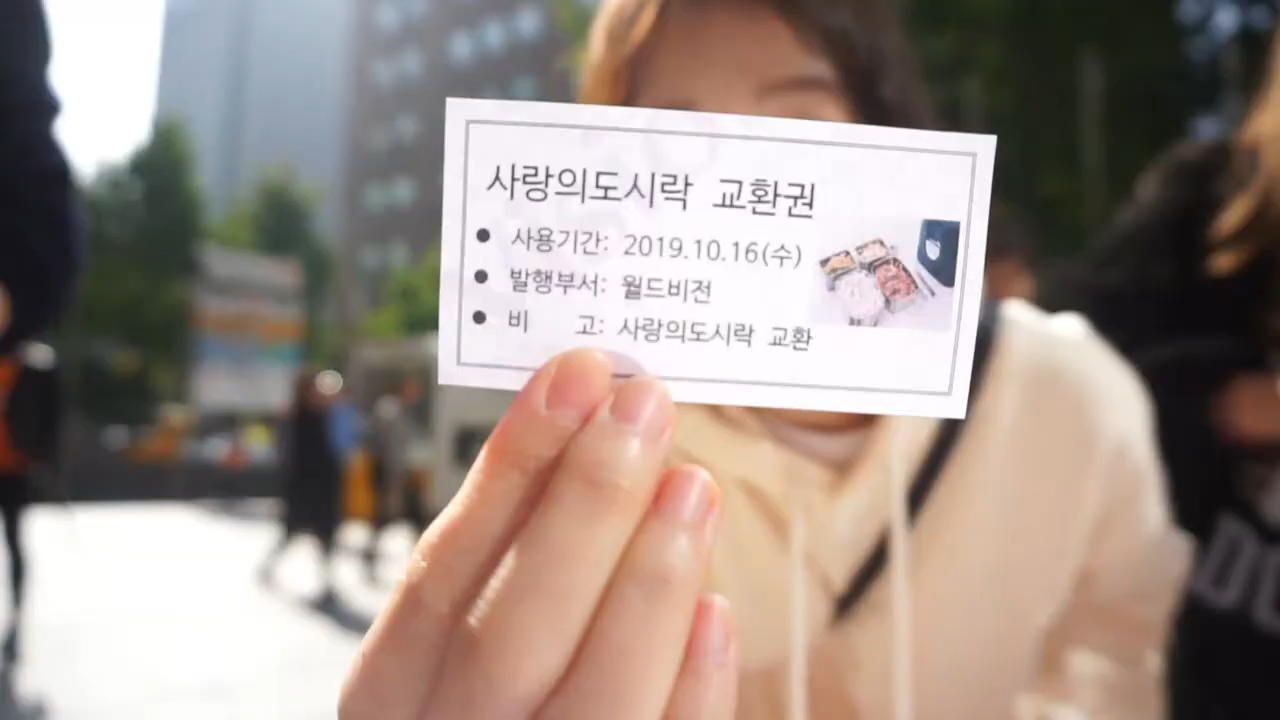 사랑의도시락 교환권
● 사용기간: 2019.10.16(수)
● 발행부서: 월드비전
● 비 고: 사랑의도시락 교환